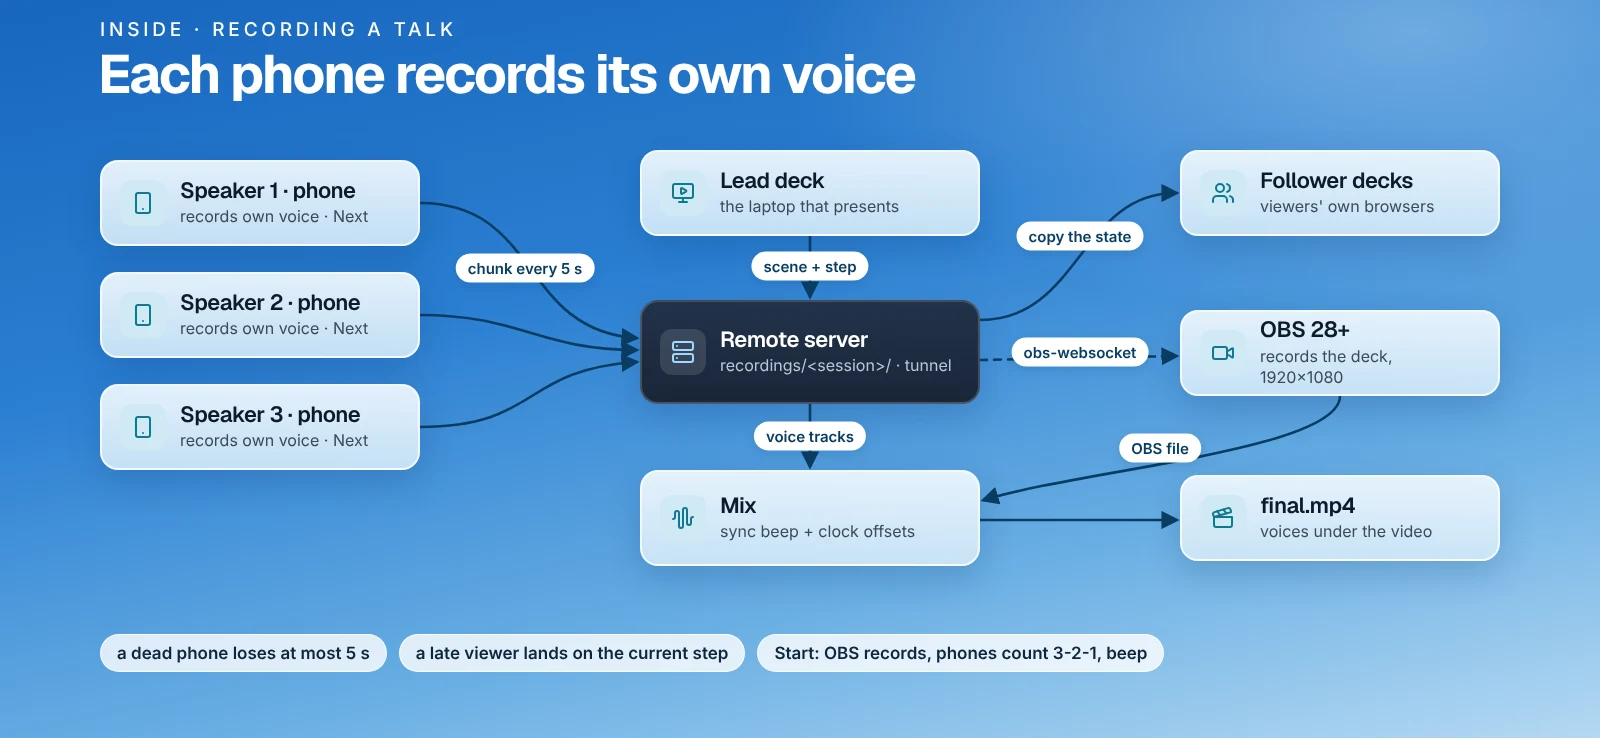 INSIDE · RECORDING A TALK
Each phone records its own voice
Speaker 1 · phone
records own voice · Next
Speaker 2 · phone
records own voice · Next
Speaker 3 · phone
records own voice · Next
chunk every 5 s
Lead deck
the laptop that presents
scene + step
Remote server
recordings/<session>/ · tunnel
voice tracks
Mix
sync beep + clock offsets
copy the state
Follower decks
viewers' own browsers
obs-websocket
OBS 28+
records the deck,
1920×1080
OBS file
final.mp4
voices under the video
a dead phone loses at most 5 s
a late viewer lands on the current step
Start: OBS records, phones count 3-2-1, beep